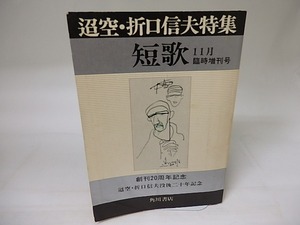 迢空・折口信夫特集
短歌
11月
臨時増刊号
創刊20周年記念
迢空・折口信夫没後二十年記念
角川書店